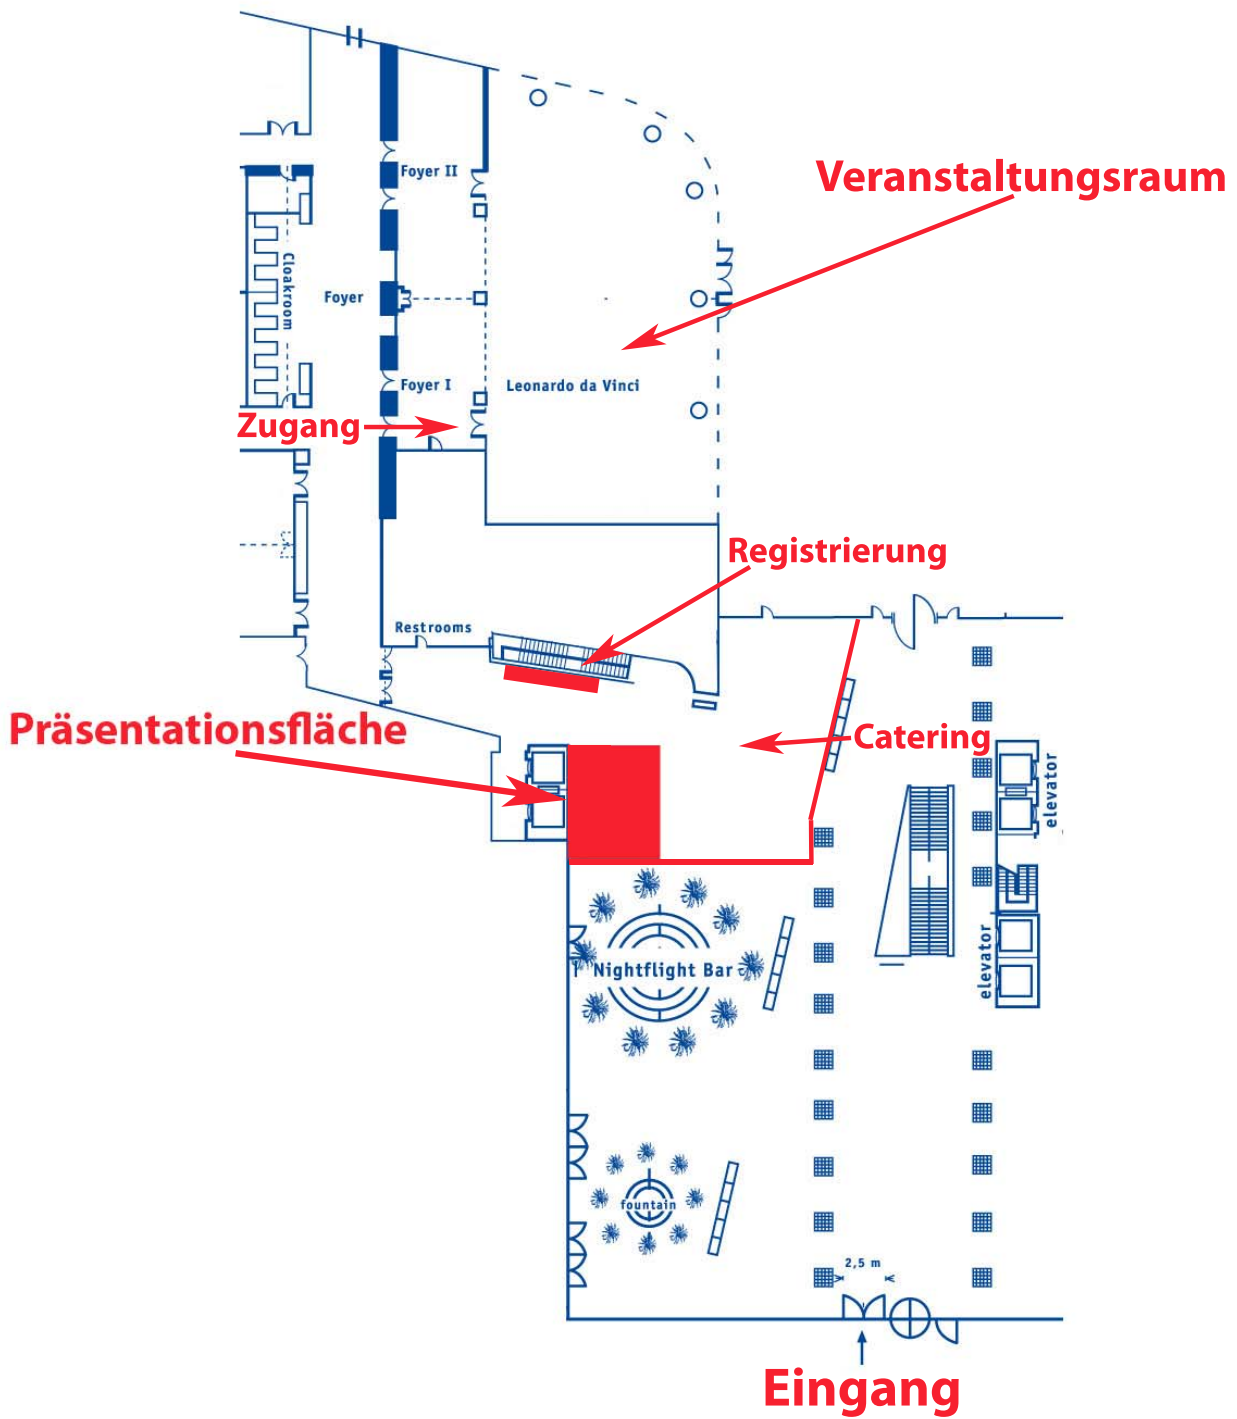 Veranstaltungsraum
Foyer II
Cloakroom
Foyer
Foyer I
Leonardo da Vinci
Zugang
Registrierung
Restrooms
Präsentationsfläche
Catering
elevator
elevator
Nightflight Bar
fountain
2,5 m
Eingang